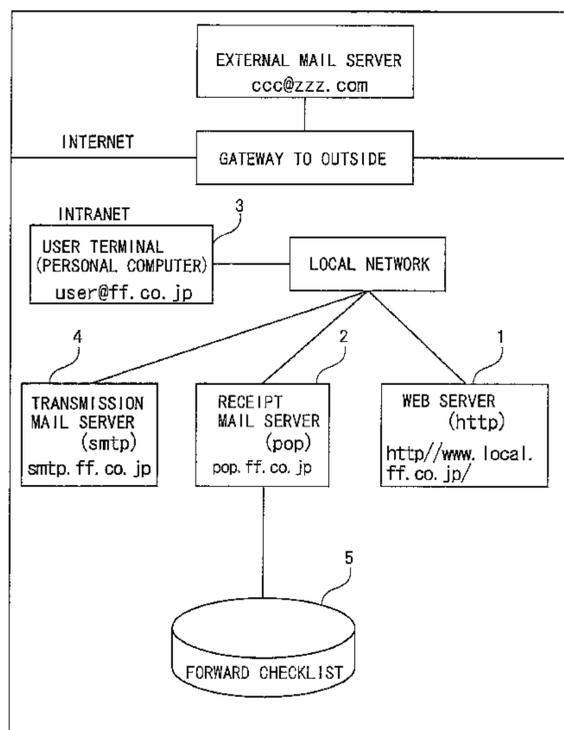 EXTERNAL MAIL SERVER
ccc@zzz.com
INTERNET
GATEWAY TO OUTSIDE
INTRANET
3
USER TERMINAL
(PERSONAL COMPUTER)
user@ff.co.jp
LOCAL NETWORK
4
TRANSMISSION
MAIL SERVER
(smtp)
smtp.ff.co.jp
2
RECEIPT
MAIL SERVER
(pop)
pop.ff.co.jp
1
WEB SERVER
(http)
http//www.local.
ff.co.jp/
5
FORWARD CHECKLIST